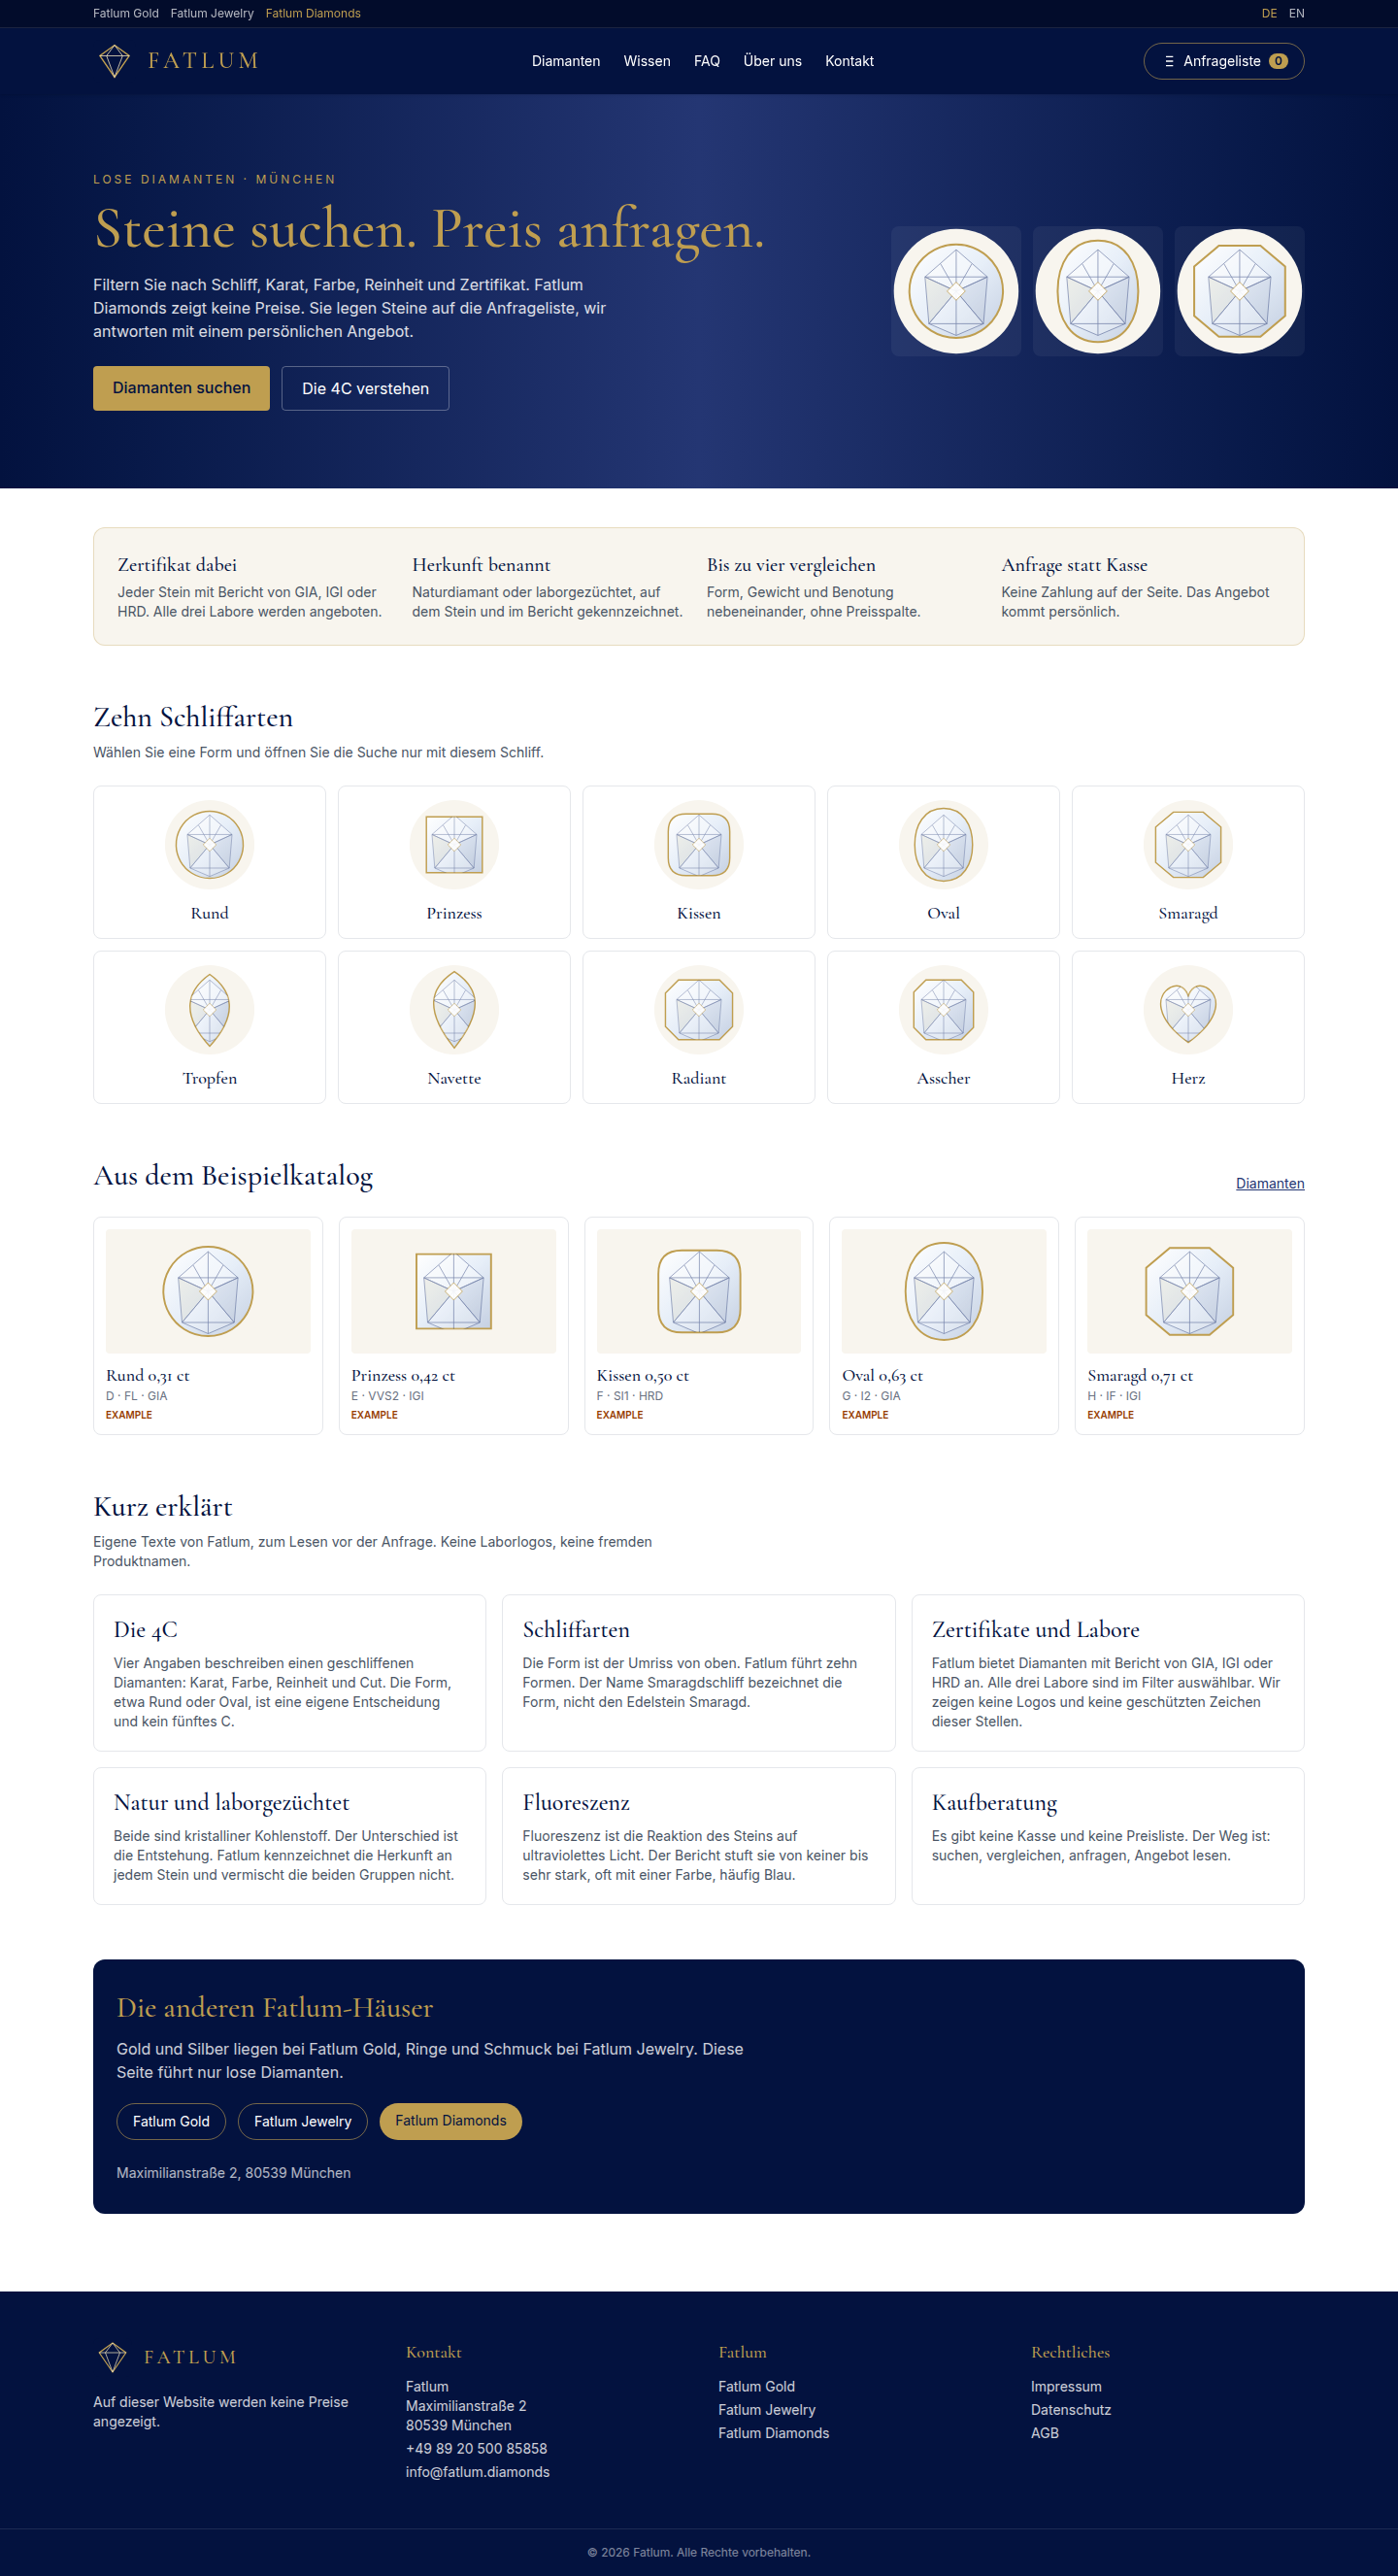 Fatlum Gold Fatlum Jewelry Fatlum Diamonds
DE EN
FATLUM
Diamanten Wissen FAQ Über uns Kontakt
Anfrageliste 0
LOSE DIAMANTEN · MÜNCHEN
Steine suchen. Preis anfragen.
Filtern Sie nach Schliff, Karat, Farbe, Reinheit und Zertifikat. Fatlum
Diamonds zeigt keine Preise. Sie legen Steine auf die Anfrageliste, wir
antworten mit einem persönlichen Angebot.
Diamanten suchen
Die 4C verstehen
Zertifikat dabei
Jeder Stein mit Bericht von GIA, IGI oder
HRD. Alle drei Labore werden angeboten.
Herkunft benannt
Naturdiamant oder laborgezüchtet, auf
dem Stein und im Bericht gekennzeichnet.
Bis zu vier vergleichen
Form, Gewicht und Benotung
nebeneinander, ohne Preisspalte.
Anfrage statt Kasse
Keine Zahlung auf der Seite. Das Angebot
kommt persönlich.
Zehn Schliffarten
Wählen Sie eine Form und öffnen Sie die Suche nur mit diesem Schliff.
Rund
Prinzess
Kissen
Oval
Smaragd
Tropfen
Navette
Radiant
Asscher
Herz
Aus dem Beispielkatalog
Diamanten
Rund 0,31 ct
D · FL · GIA
EXAMPLE
Prinzess 0,42 ct
E · VVS2 · IGI
EXAMPLE
Kissen 0,50 ct
F · SI1 · HRD
EXAMPLE
Oval 0,63 ct
G · I2 · GIA
EXAMPLE
Smaragd 0,71 ct
H · IF · IGI
EXAMPLE
Kurz erklärt
Eigene Texte von Fatlum, zum Lesen vor der Anfrage. Keine Laborlogos, keine fremden
Produktnamen.
Die 4C
Vier Angaben beschreiben einen geschliffenen
Diamanten: Karat, Farbe, Reinheit und Cut. Die Form,
etwa Rund oder Oval, ist eine eigene Entscheidung
und kein fünftes C.
Schliffarten
Die Form ist der Umriss von oben. Fatlum führt zehn
Formen. Der Name Smaragdschliff bezeichnet die
Form, nicht den Edelstein Smaragd.
Zertifikate und Labore
Fatlum bietet Diamanten mit Bericht von GIA, IGI oder
HRD an. Alle drei Labore sind im Filter auswählbar. Wir
zeigen keine Logos und keine geschützten Zeichen
dieser Stellen.
Natur und laborgezüchtet
Beide sind kristalliner Kohlenstoff. Der Unterschied ist
die Entstehung. Fatlum kennzeichnet die Herkunft an
jedem Stein und vermischt die beiden Gruppen nicht.
Fluoreszenz
Fluoreszenz ist die Reaktion des Steins auf
ultraviolettes Licht. Der Bericht stuft sie von keiner bis
sehr stark, oft mit einer Farbe, häufig Blau.
Kaufberatung
Es gibt keine Kasse und keine Preisliste. Der Weg ist:
suchen, vergleichen, anfragen, Angebot lesen.
Die anderen Fatlum-Häuser
Gold und Silber liegen bei Fatlum Gold, Ringe und Schmuck bei Fatlum Jewelry. Diese
Seite führt nur lose Diamanten.
Fatlum Gold
Fatlum Jewelry
Fatlum Diamonds
Maximilianstraße 2, 80539 München
FATLUM
Auf dieser Website werden keine Preise
angezeigt.
Kontakt
Fatlum
Maximilianstraße 2
80539 München
+49 89 20 500 85858
info@fatlum.diamonds
Fatlum
Fatlum Gold
Fatlum Jewelry
Fatlum Diamonds
Rechtliches
Impressum
Datenschutz
AGB
© 2026 Fatlum. Alle Rechte vorbehalten.